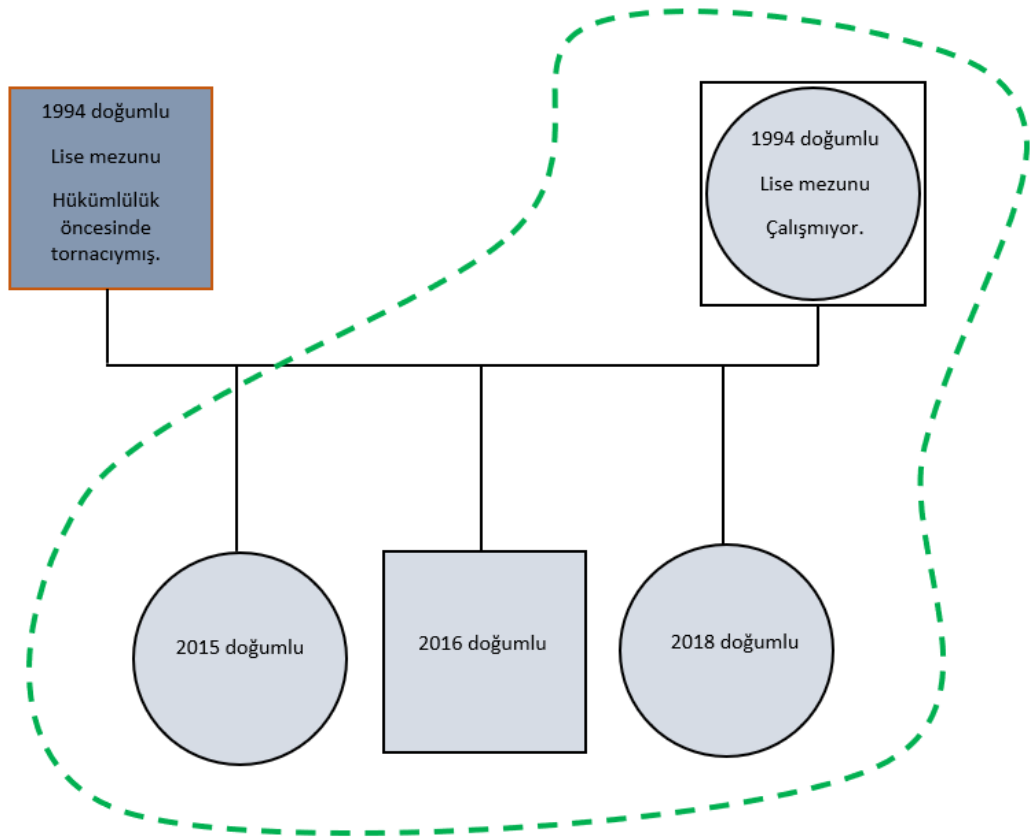 1994 doğumlu
Lise mezunu
Hükümlülük
öncesinde
tornacıymış.
1994 doğumlu
Lise mezunu
Çalışmıyor.
2015 doğumlu
2016 doğumlu
2018 doğumlu